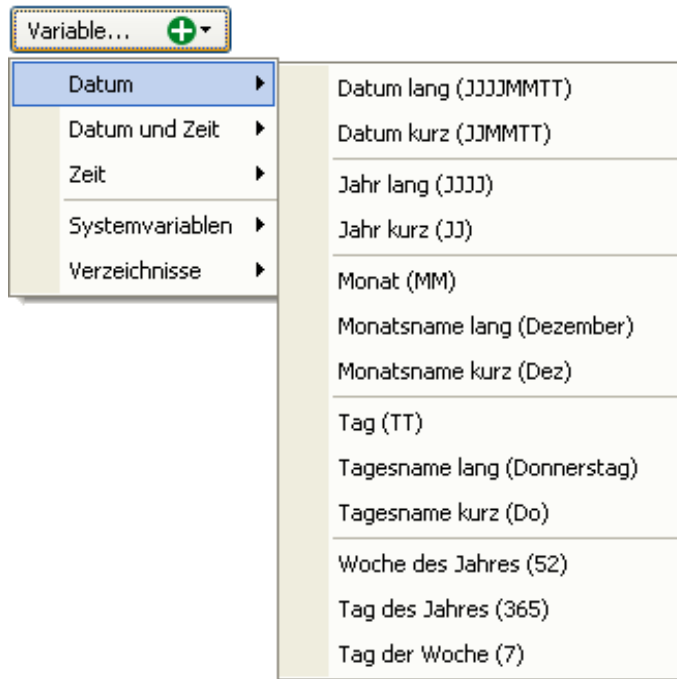 Variable...
Datum
Datum und Zeit
Zeit
Systemvariablen
Verzeichnisse
Datum lang (JJJJMMTT)
Datum kurz (JJMMTT)
Jahr lang (JJJJ)
Jahr kurz (JJ)
Monat (MM)
Monatsname lang (Dezember)
Monatsname kurz (Dez)
Tag (TT)
Tagesname lang (Donnerstag)
Tagesname kurz (Do)
Woche des Jahres (52)
Tag des Jahres (365)
Tag der Woche (7)